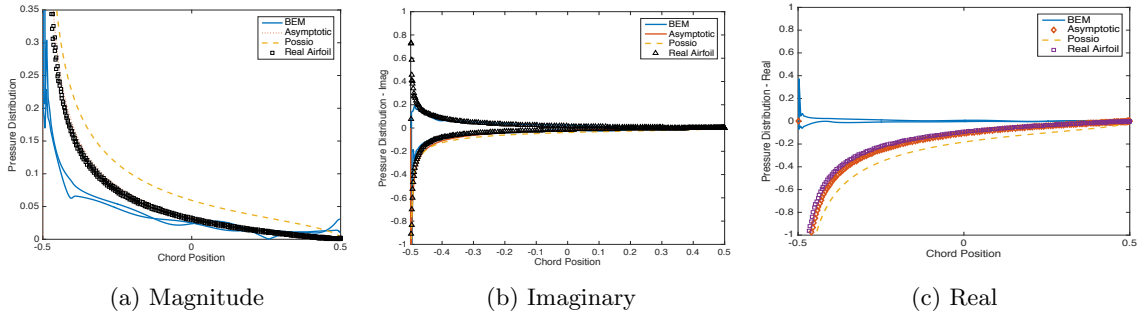 0.35
0.3
0.25
0.2
0.15
0.1
0.05
0
Pressure Distribution
-0.5
0
0.5
Chord Position
BEM
Asymptotic
Possio
Real Airfoil
(a) Magnitude
1
0.8
0.6
0.4
0.2
0
-0.2
-0.4
-0.6
-0.8
-1
Pressure Distribution - Imag
-0.5 -0.4 -0.3 -0.2 -0.1 0 0.1 0.2 0.3 0.4 0.5
Chord Position
BEM
Asymptotic
Possio
Real Airfoil
(b) Imaginary
1
0.8
0.6
0.4
0.2
0
-0.2
-0.4
-0.6
-0.8
-1
Pressure Distribution - Real
-0.5
0
0.5
Chord Position
BEM
Asymptotic
Possio
Real Airfoil
(c) Real